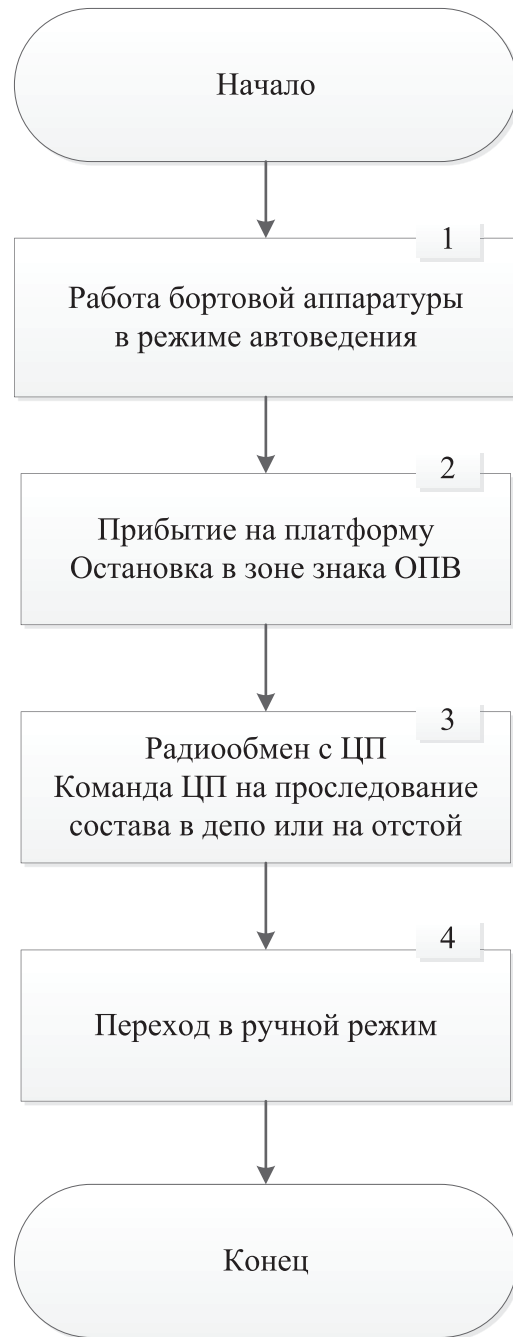 Начало
1
Работа бортовой аппаратуры
в режиме автоведения
2
Прибытие на платформу
Остановка в зоне знака ОПВ
3
Радиообмен с ЦП
Команда ЦП на проследование
состава в депо или на отстой
4
Переход в ручной режим
Конец